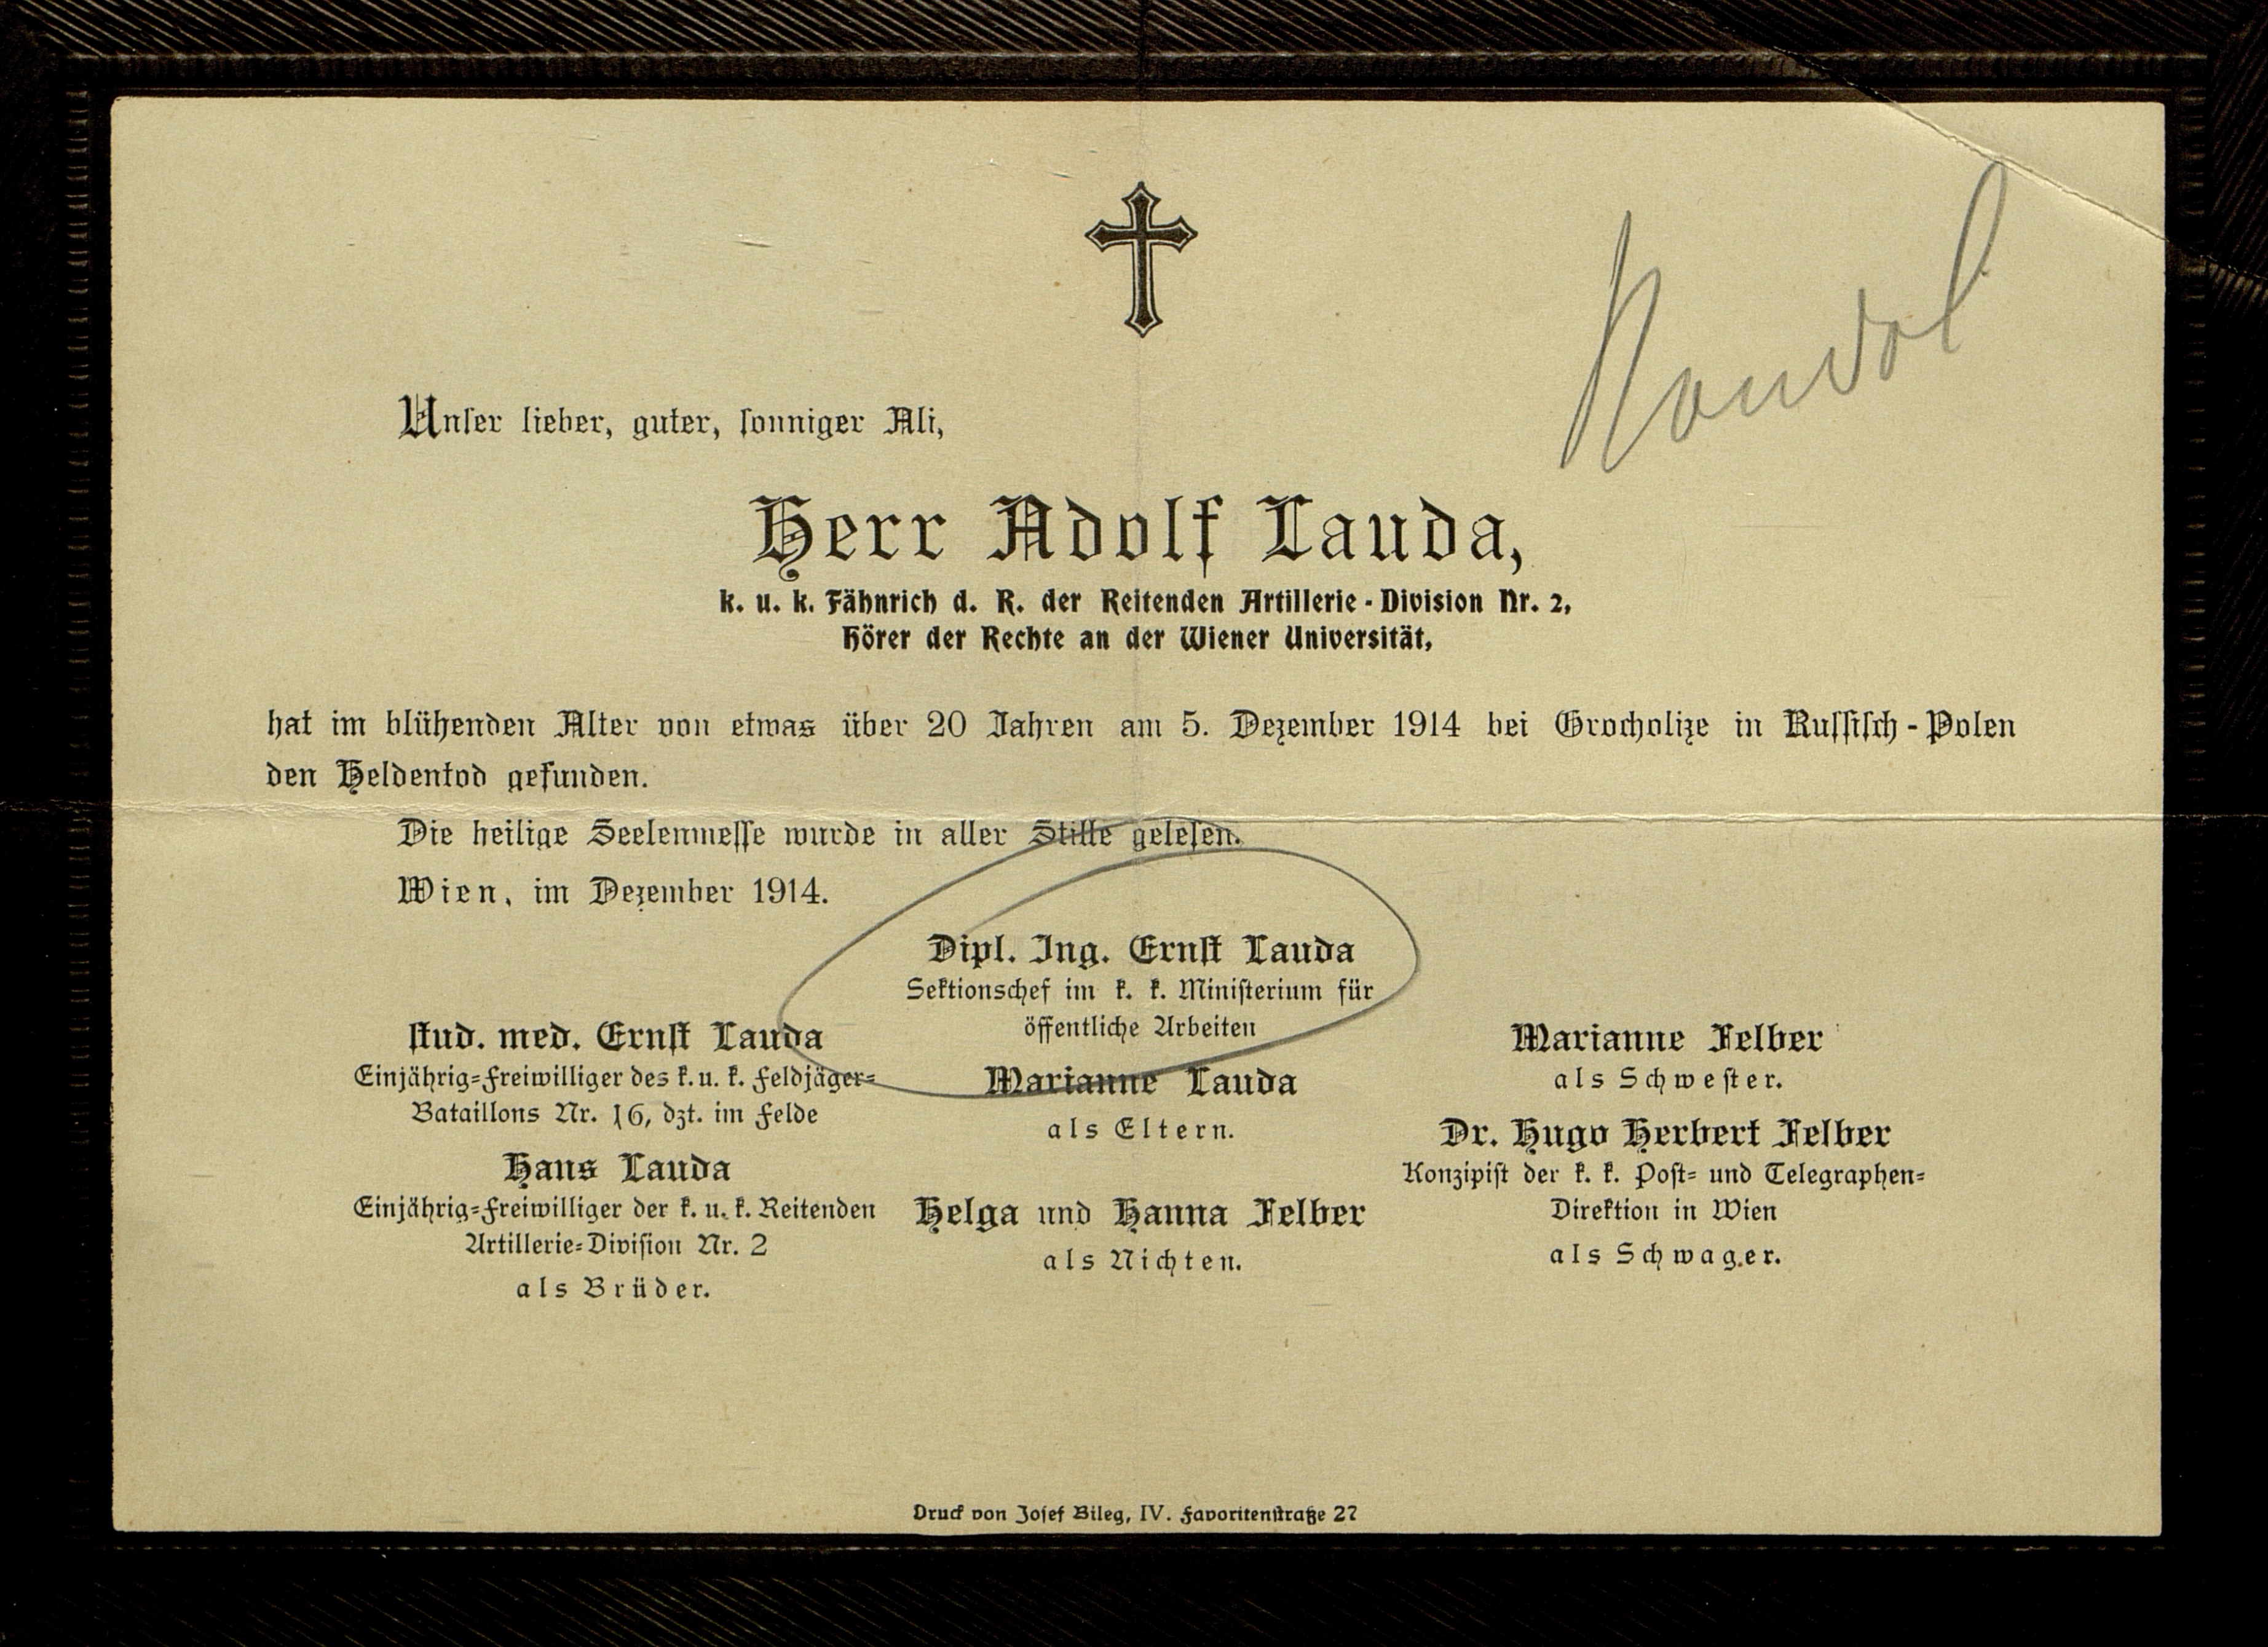 Unser lieber, guter, sonniger Ali,
Herr Adolf Lauda,
k. u. k. Fähnrich d. R. der Reitenden Artillerie-Division Nr. 2,
Hörer der Rechte an der Wiener Universität,
hat im blühenden Alter von etwas über 20 Jahren am 5. Dezember 1914 bei Grocholize in Russisch-Polen
den Heldentod gefunden.
Die heilige Seelenmesse wurde in aller Stille gelesen.
Wien, im Dezember 1914.
Dipl. Ing. Ernst Lauda
Sektionschef im k. k. Ministerium für
öffentliche Arbeiten
Marianne Lauda
als Eltern.
stud. med. Ernst Lauda
Einjährig-Freiwilliger des k. u. k. Feldjäger-
Bataillons Nr. 16, dzt. im Felde
Hans Lauda
Einjährig-Freiwilliger der k. u. k. Reitenden
Artillerie-Division Nr. 2
als Brüder.
Helga und Hanna Felber
als Nichten.
Marianne Felber
als Schwester.
Dr. Hugo Herbert Felber
Konzipist der k. k. Post- und Telegraphen-
Direktion in Wien
als Schwager.
Druck von Josef Bileg, IV. Favoritenstraße 27